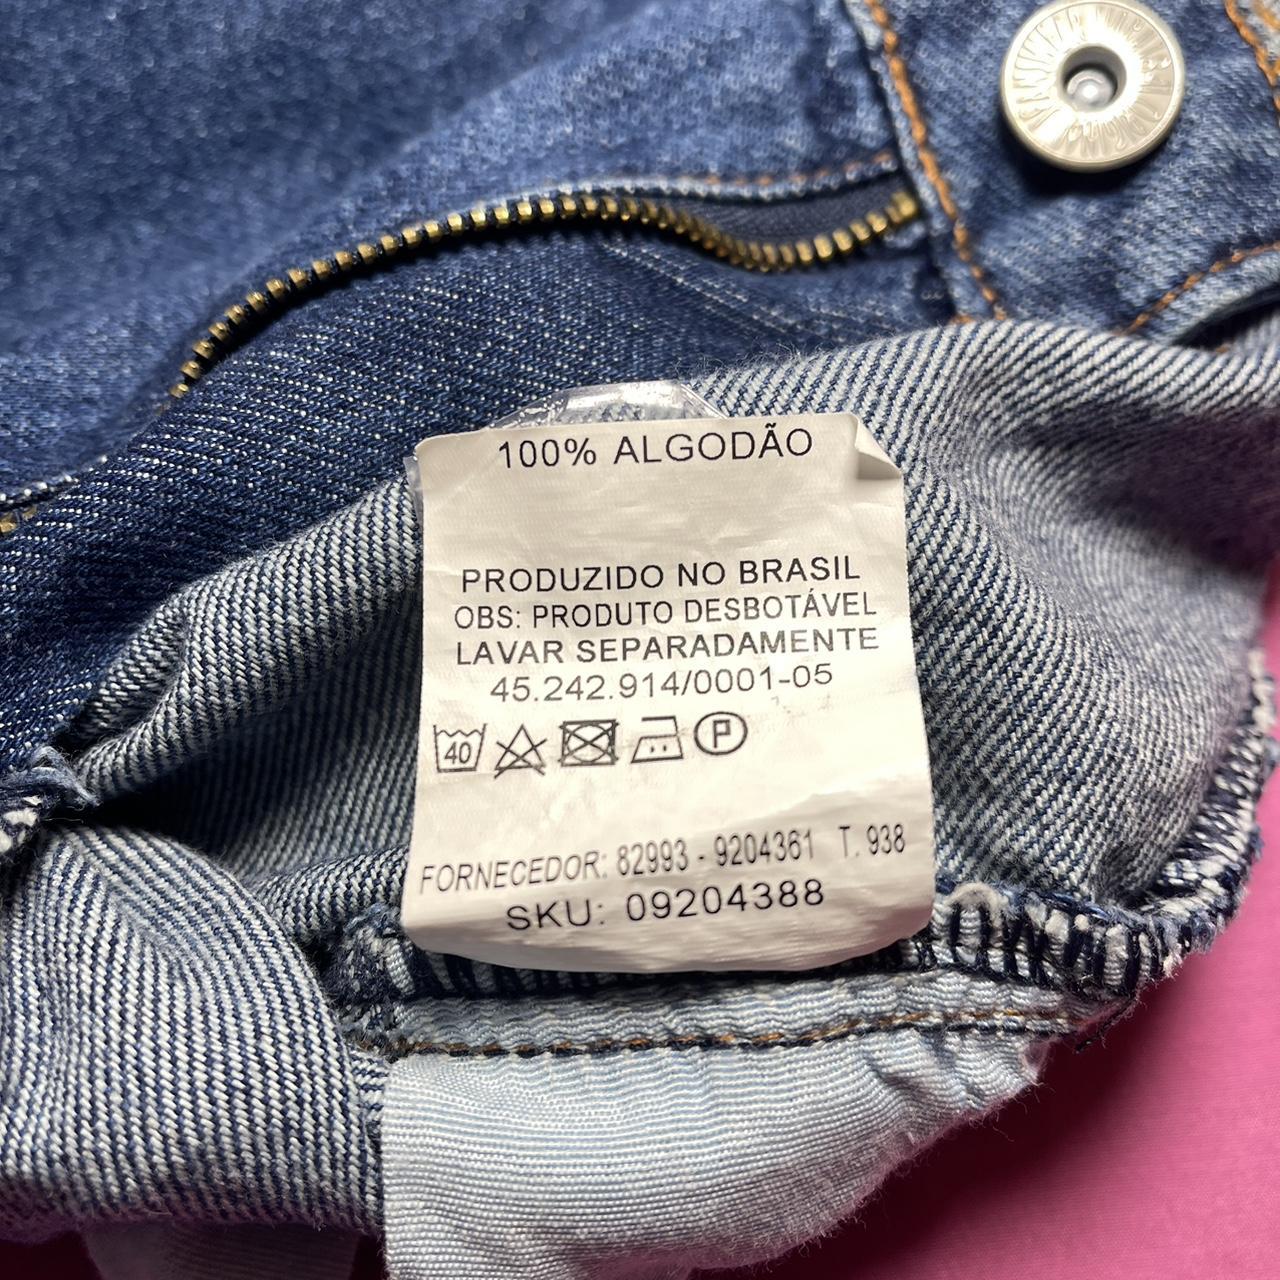 100% ALGODÃO
PRODUZIDO NO BRASIL
OBS: PRODUTO DESBOTÁVEL
LAVAR SEPARADAMENTE
45.242.914/0001-05
40 P
FORNECEDOR: 82993 - 9204361 T. 938
SKU: 09204388